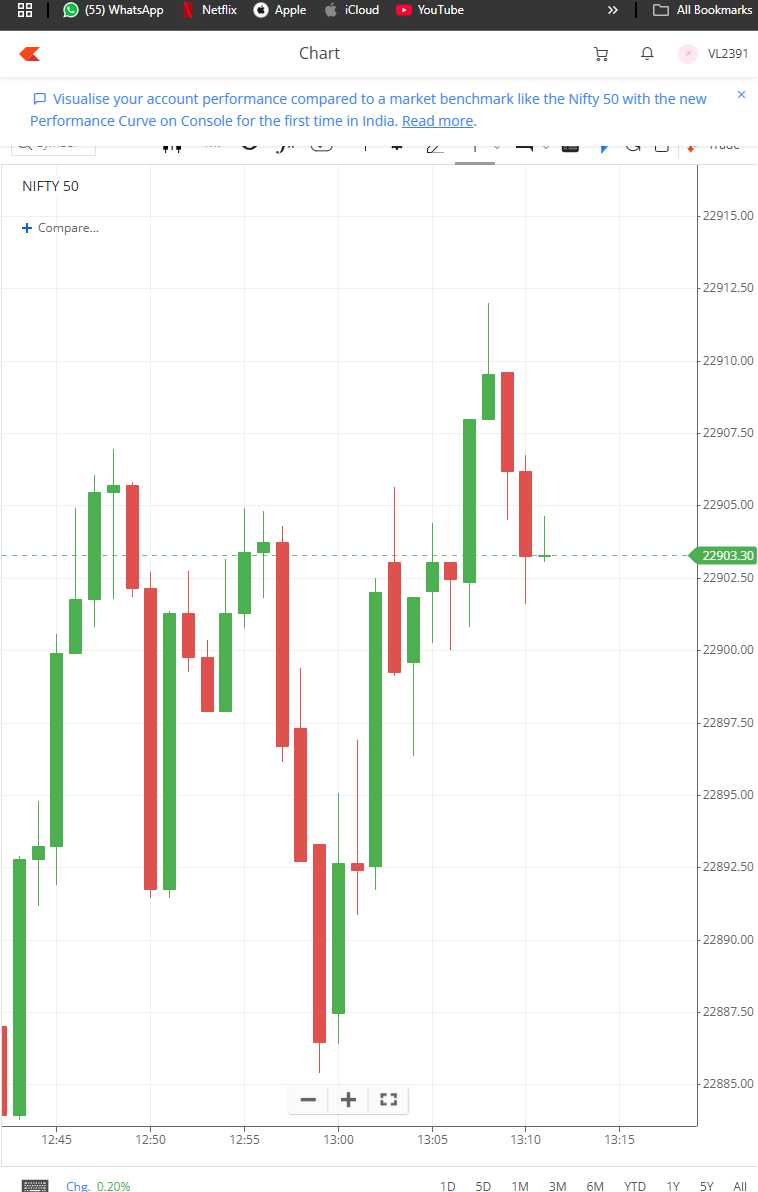 (55) WhatsApp Netflix Apple iCloud YouTube » All Bookmarks
Chart VL2391
Visualise your account performance compared to a market benchmark like the Nifty 50 with the new
Performance Curve on Console for the first time in India. Read more.
NIFTY 50
+ Compare...
22915.00
22912.50
22910.00
22907.50
22905.00
22903.30
22902.50
22900.00
22897.50
22895.00
22892.50
22890.00
22887.50
22885.00
12:45 12:50 12:55 13:00 13:05 13:10 13:15
Chg. 0.20% 1D 5D 1M 3M 6M YTD 1Y 5Y All